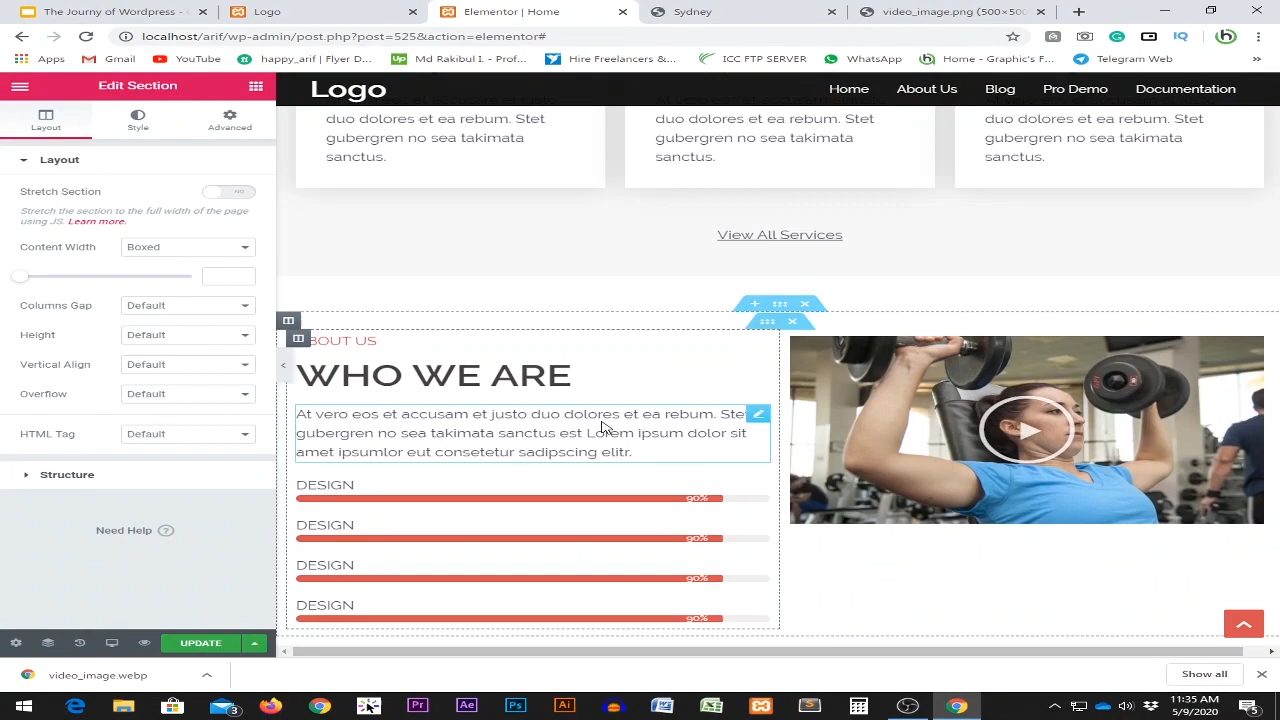 The Journy of Wordpress -
Logo
Elementor | Home
Sydney
video_image.png (500×500
localhost/arif/wp-admin/post.php?post=525&action=elementor#
Apps
Gmail
YouTube
happy_arif | Flyer D...
Md Rakibul I. - Prof...
Hire Freelancers &...
ICC FTP SERVER
WhatsApp
Home - Graphic's F...
Telegram Web
»
Edit Section
Logo
Home
About Us
Blog
Pro Demo
Documentation
Layout
Style
Advanced
duo dolores et ea rebum. Stet
gubergren no sea takimata
sanctus.
duo dolores et ea rebum. Stet
gubergren no sea takimata
sanctus.
duo dolores et ea rebum. Stet
gubergren no sea takimata
sanctus.
Layout
Stretch Section
NO
Stretch the section to the full width of the page
using JS. Learn more.
Content Width
Boxed
Columns Gap
Default
Height
Default
Vertical Align
Default
Overflow
Default
HTML Tag
Default
Structure
Need Help
View All Services
BOUT US
WHO WE ARE
At vero eos et accusam et justo duo dolores et ea rebum. Stet
gubergren no sea takimata sanctus est Lorem ipsum dolor sit
amet ipsumlor eut consetetur sadipscing elitr.
DESIGN
90%
DESIGN
90%
DESIGN
90%
DESIGN
90%
UPDATE
video_image.webp
Show all
3
Pr
Ae
Ps
Ai
11:35 AM
5/9/2020
5